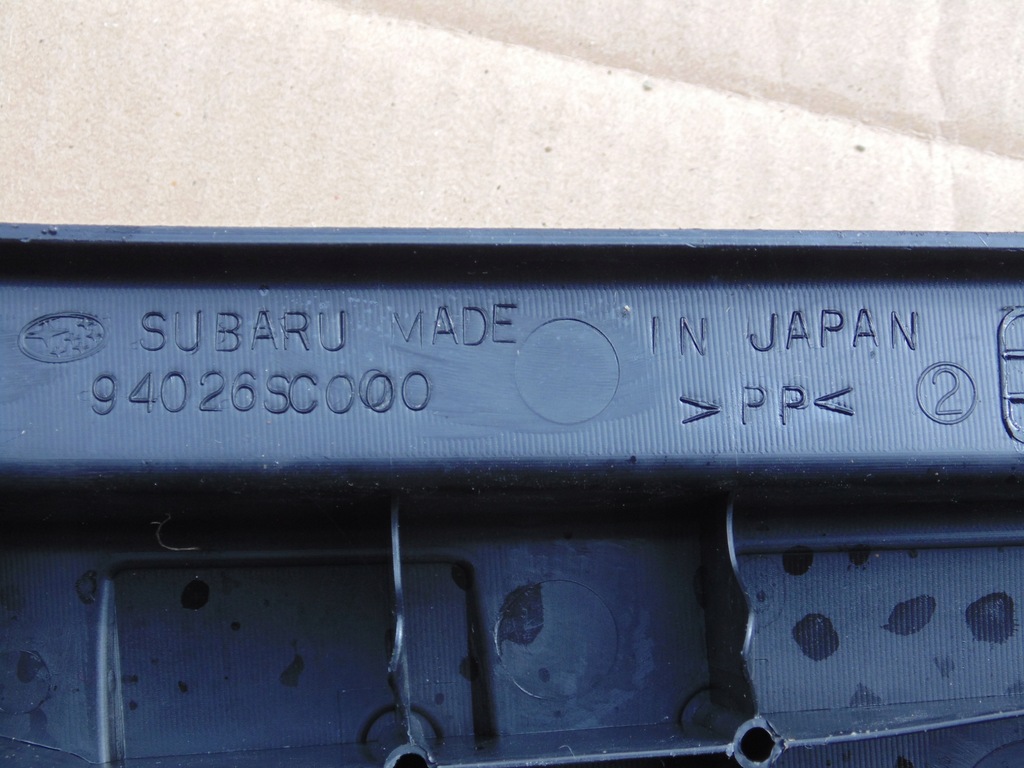 SUBARU MADE IN JAPAN
94026SC000 >PP< 2